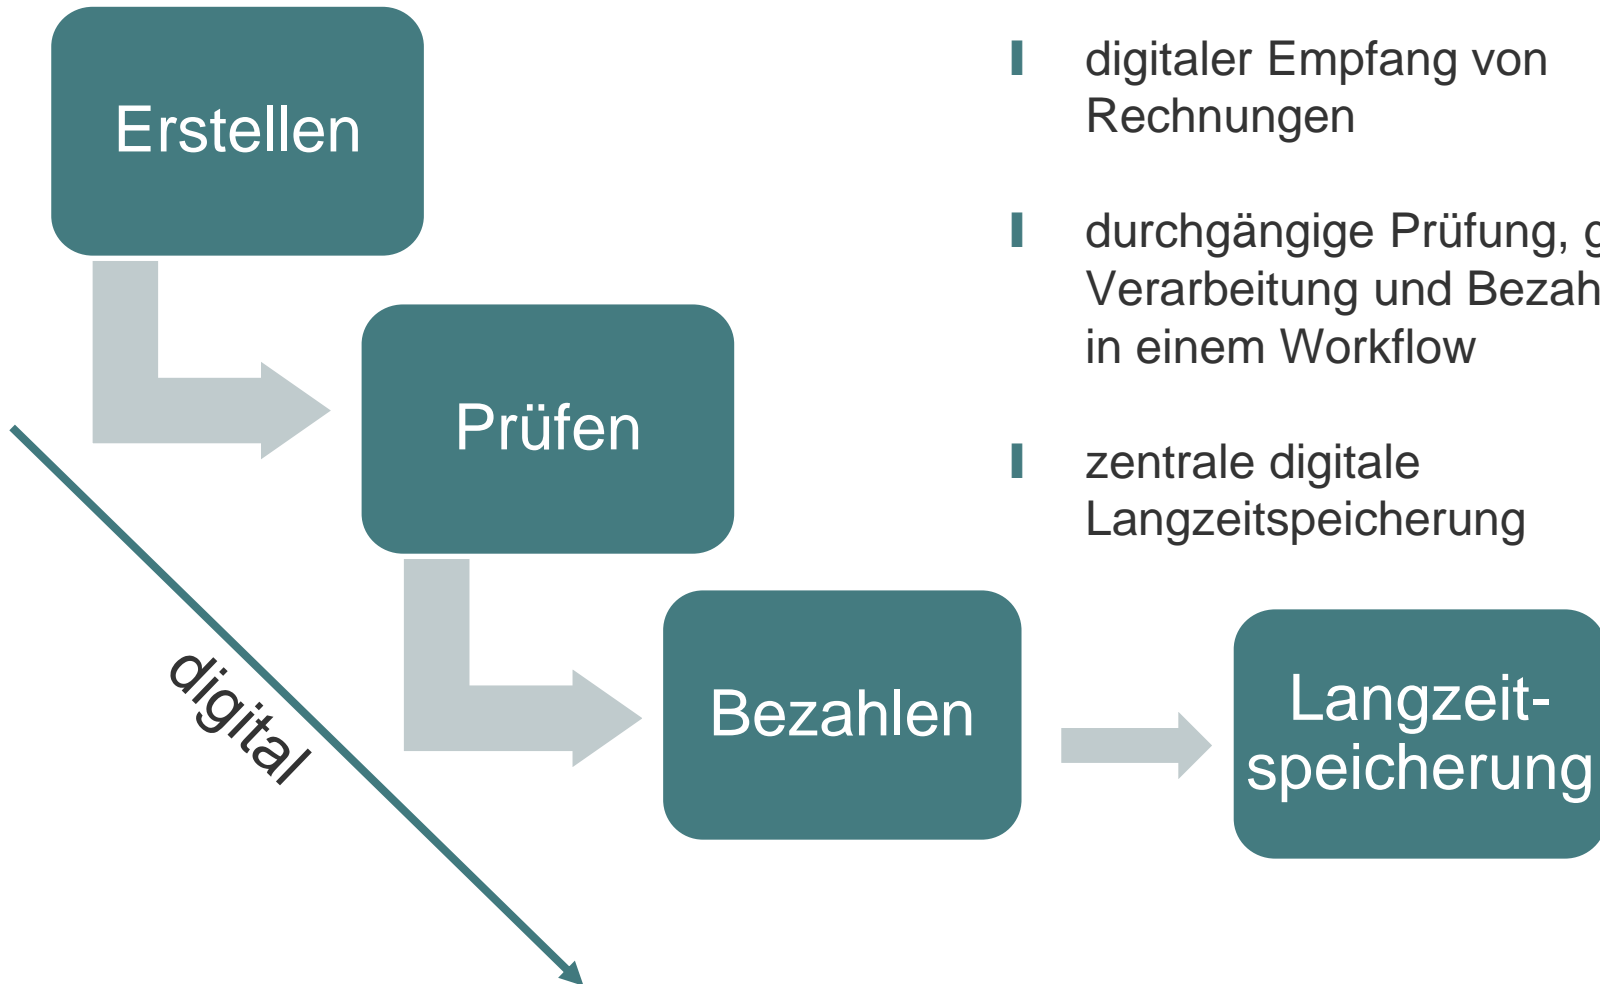 Erstellen
Prüfen
digital
Bezahlen
Langzeit-
speicherung
digitaler Empfang von
Rechnungen
durchgängige Prüfung,
Verarbeitung und
in einem Workflow
zentrale digitale
Langzeitspeicherung